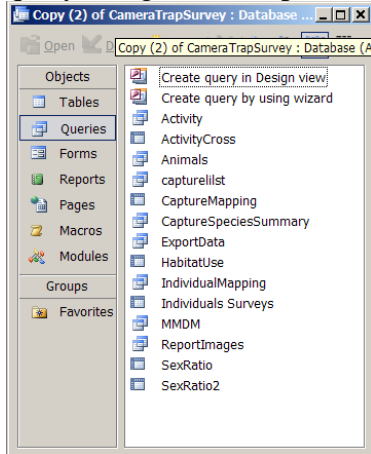 Copy (2) of CameraTrapSurvey : Database ...
Open D
Copy (2) of CameraTrapSurvey : Database (A
Objects
Tables
Queries
Forms
Reports
Pages
Macros
Modules
Groups
Favorites
Create query in Design view
Create query by using wizard
Activity
ActivityCross
Animals
capturelilst
CaptureMapping
CaptureSpeciesSummary
ExportData
HabitatUse
IndividualMapping
Individuals Surveys
MMDM
ReportImages
SexRatio
SexRatio2